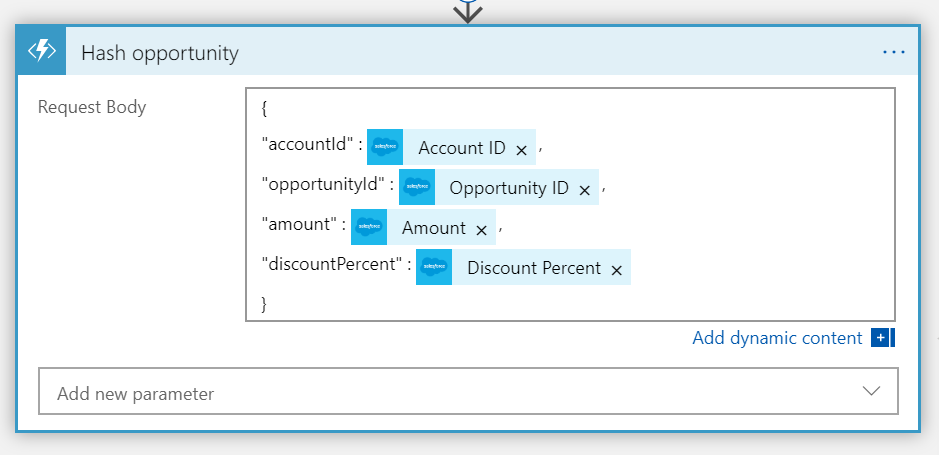 Hash opportunity
Request Body
{
"accountId" : salesforce Account ID × ,
"opportunityId" : salesforce Opportunity ID × ,
"amount" : salesforce Amount × ,
"discountPercent" : salesforce Discount Percent ×
}
Add dynamic content
Add new parameter